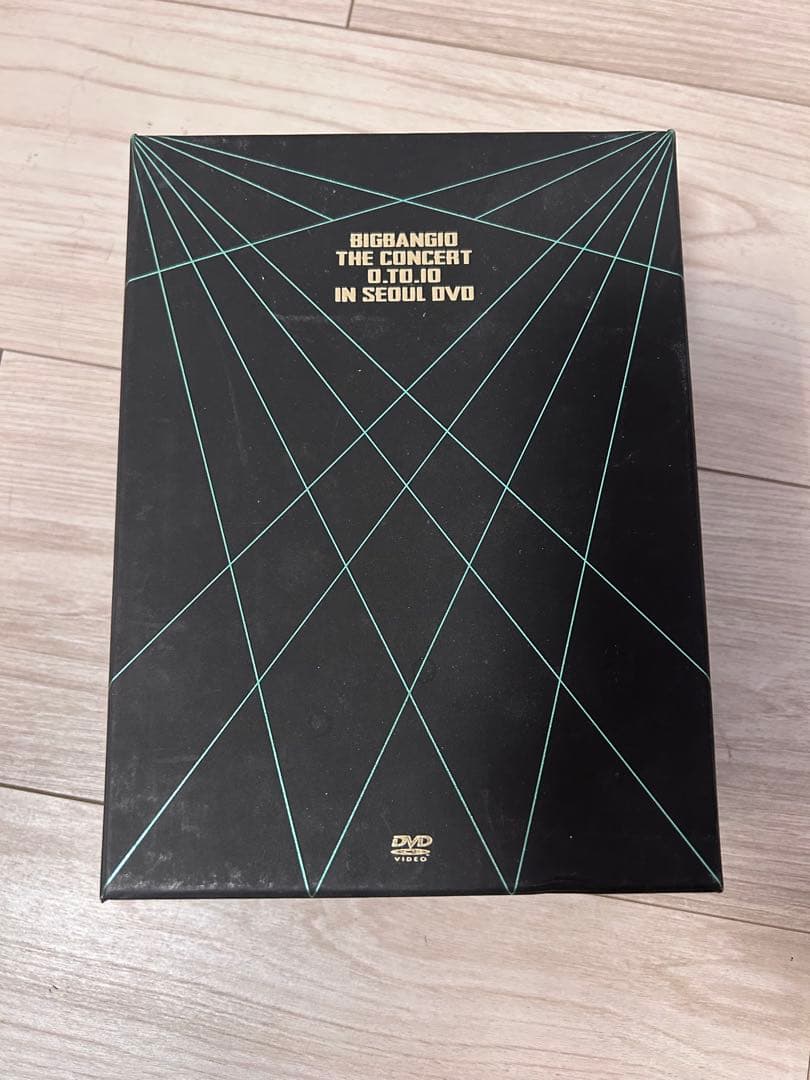 BIGBANG10
THE CONCERT
0.TO.10
IN SEOUL DVD
DVD
VIDEO